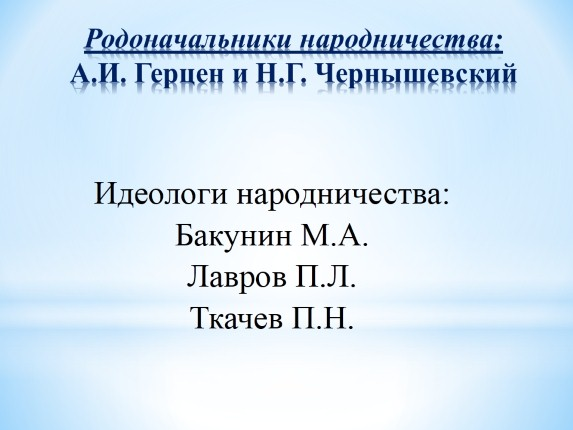 Родоначальники народничества:
А.И. Герцен и Н.Г. Чернышевский
Идеологи народничества:
Бакунин М.А.
Лавров П.Л.
Ткачев П.Н.